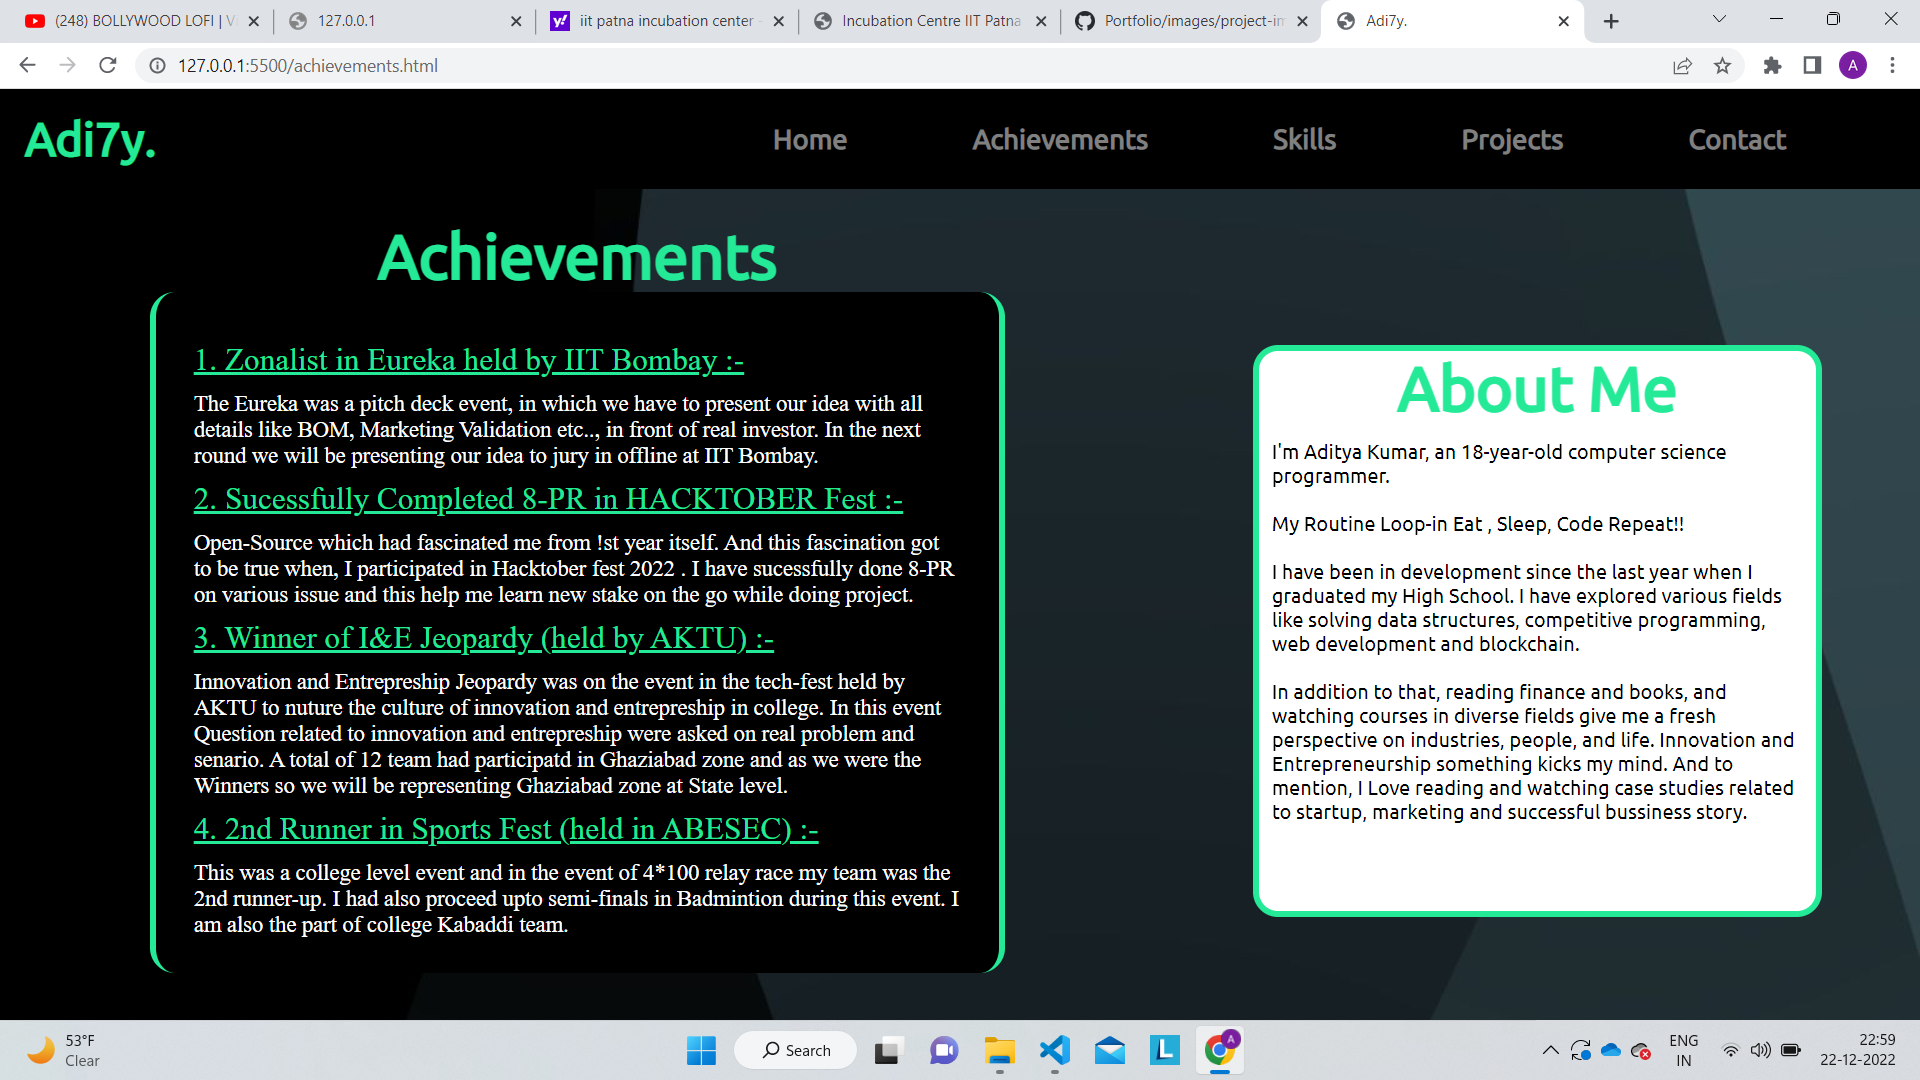 (248) BOLLYWOOD LOFI | V
127.0.0.1
iit patna incubation center -
Incubation Centre IIT Patna
Portfolio/images/project-im
Adi7y.
127.0.0.1:5500/achievements.html
A
Adi7y.
Home
Achievements
Skills
Projects
Contact
Achievements
1. Zonalist in Eureka held by IIT Bombay :-
The Eureka was a pitch deck event, in which we have to present our idea with all
details like BOM, Marketing Validation etc.., in front of real investor. In the next
round we will be presenting our idea to jury in offline at IIT Bombay.
2. Sucessfully Completed 8-PR in HACKTOBER Fest :-
Open-Source which had fascinated me from !st year itself. And this fascination got
to be true when, I participated in Hacktober fest 2022 . I have sucessfully done 8-PR
on various issue and this help me learn new stake on the go while doing project.
3. Winner of I&E Jeopardy (held by AKTU) :-
Innovation and Entrepreship Jeopardy was on the event in the tech-fest held by
AKTU to nuture the culture of innovation and entrepreship in college. In this event
Question related to innovation and entrepreship were asked on real problem and
senario. A total of 12 team had participatd in Ghaziabad zone and as we were the
Winners so we will be representing Ghaziabad zone at State level.
4. 2nd Runner in Sports Fest (held in ABESEC) :-
This was a college level event and in the event of 4*100 relay race my team was the
2nd runner-up. I had also proceed upto semi-finals in Badmintion during this event. I
am also the part of college Kabaddi team.
About Me
I'm Aditya Kumar, an 18-year-old computer science
programmer.
My Routine Loop-in Eat , Sleep, Code Repeat!!
I have been in development since the last year when I
graduated my High School. I have explored various fields
like solving data structures, competitive programming,
web development and blockchain.
In addition to that, reading finance and books, and
watching courses in diverse fields give me a fresh
perspective on industries, people, and life. Innovation and
Entrepreneurship something kicks my mind. And to
mention, I Love reading and watching case studies related
to startup, marketing and successful bussiness story.
53°F
Clear
Search
L
A
ENG
IN
22:59
22-12-2022